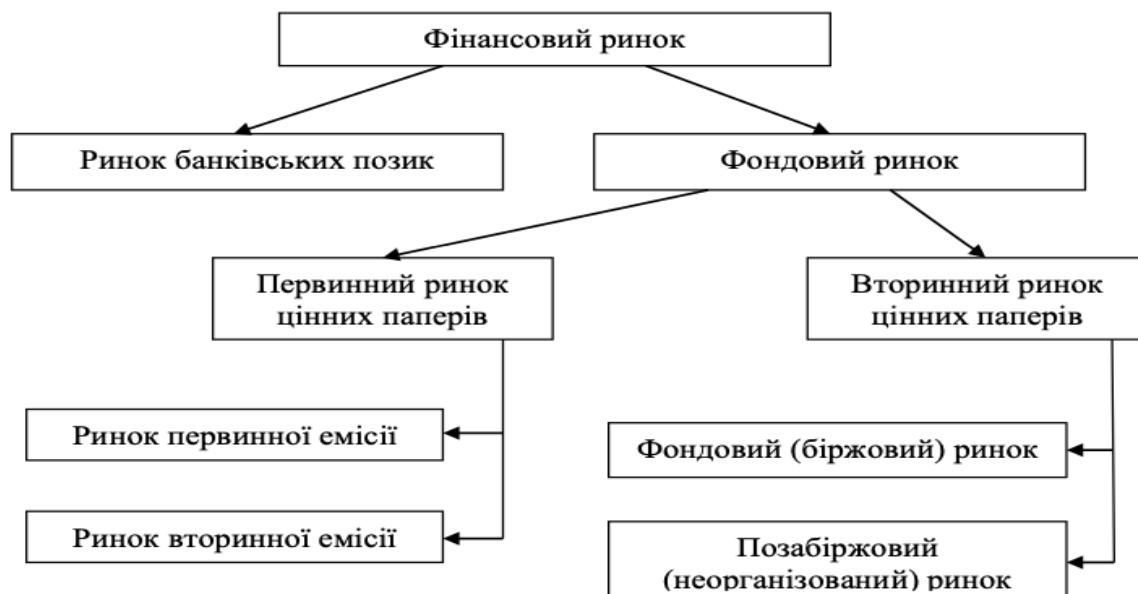 Фінансовий ринок
Ринок банківських позик
Фондовий ринок
Первинний ринок
цінних паперів
Вторинний ринок
цінних паперів
Ринок первинної емісії
Фондовий (біржовий) ринок
Ринок вторинної емісії
Позабіржовий
(неорганізований) ринок